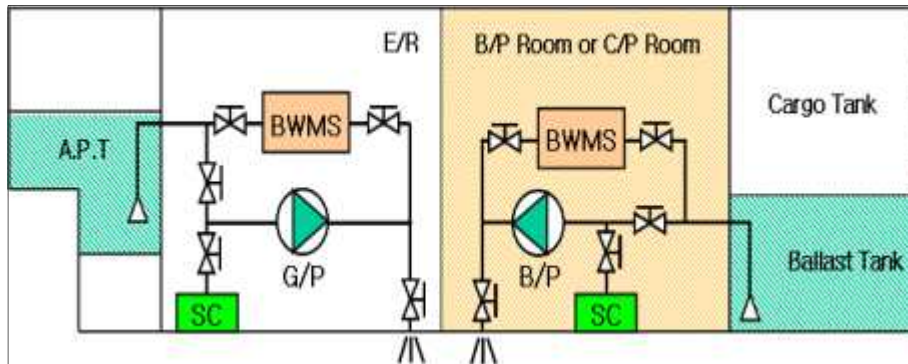 E/R
B/P Room or C/P Room
Cargo Tank
BWMS
BWMS
A.P.T
G/P
B/P
Ballast Tank
SC
SC